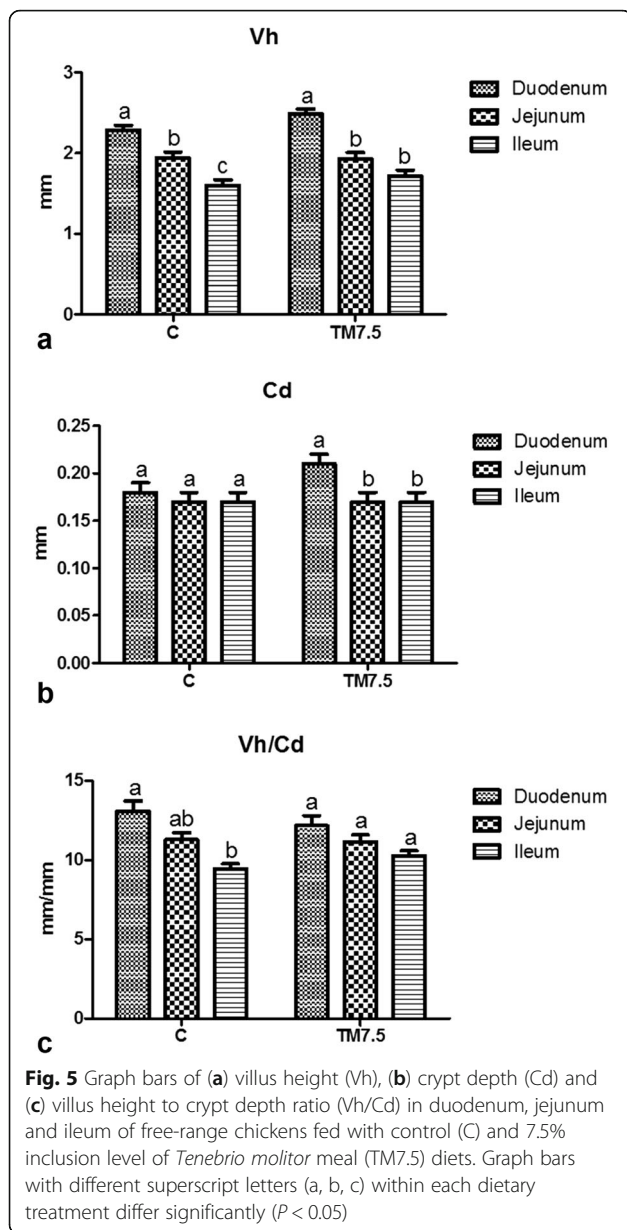 Vh
3
2
1
0
mm
a
b
c
a
b
b
C
TM7.5
Duodenum
Jejunum
Ileum
a
Cd
0.25
0.20
0.15
0.10
0.05
0.00
mm
a
a
a
a
b
b
C
TM7.5
Duodenum
Jejunum
Ileum
b
Vh/Cd
15
10
5
0
mm/mm
a
ab
b
a
a
a
C
TM7.5
Duodenum
Jejunum
Ileum
c
Fig. 5 Graph bars of (a) villus height (Vh), (b) crypt depth (Cd) and
(c) villus height to crypt depth ratio (Vh/Cd) in duodenum, jejunum
and ileum of free-range chickens fed with control (C) and 7.5%
inclusion level of Tenebrio molitor meal (TM7.5) diets. Graph bars
with different superscript letters (a, b, c) within each dietary
treatment differ significantly (P < 0.05)